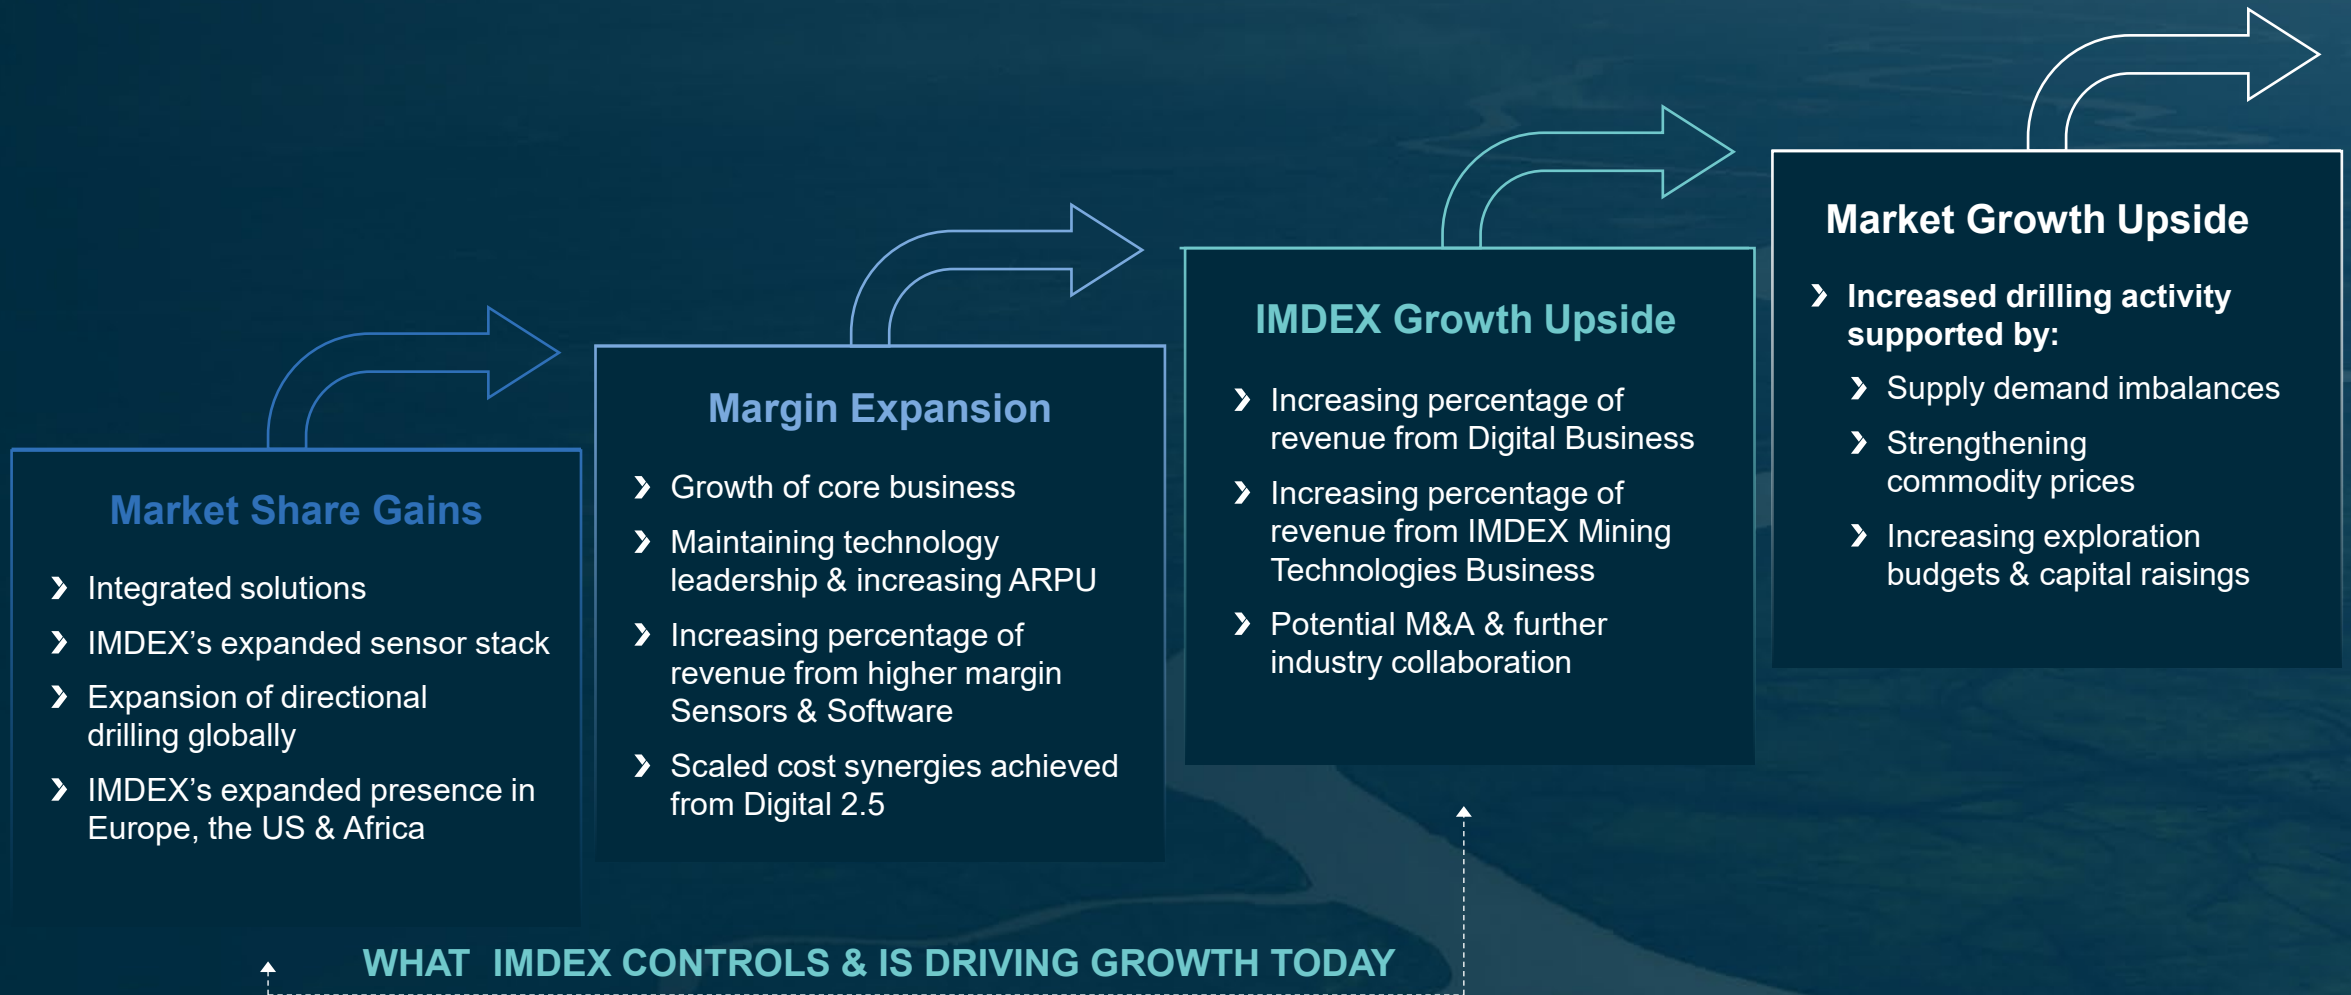 Market Share Gains
Integrated solutions
IMDEX’s expanded sensor stack
Expansion of directional
drilling globally
IMDEX’s expanded presence in
Europe, the US & Africa
Margin Expansion
Growth of core business
Maintaining technology
leadership & increasing ARPU
Increasing percentage of
revenue from higher margin
Sensors & Software
Scaled cost synergies achieved
from Digital 2.5
IMDEX Growth Upside
Increasing percentage of
revenue from Digital Business
Increasing percentage of
revenue from IMDEX Mining
Technologies Business
Potential M&A & further
industry collaboration
Market Growth Upside
Increased drilling activity
supported by:
Supply demand imbalances
Strengthening
commodity prices
Increasing exploration
budgets & capital raisings
WHAT IMDEX CONTROLS & IS DRIVING GROWTH TODAY